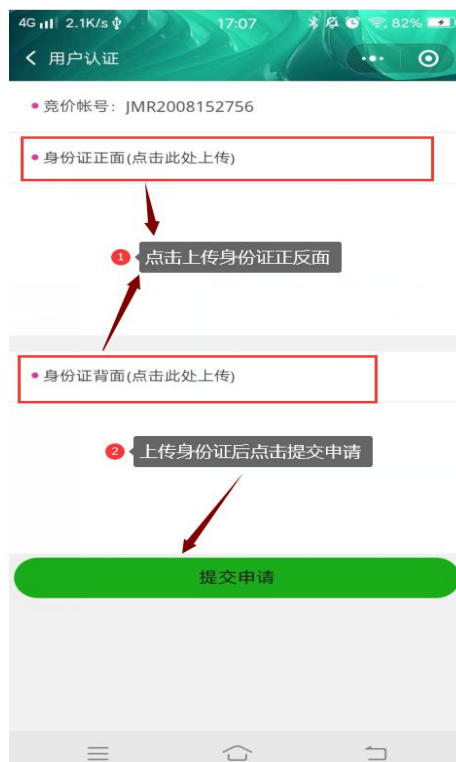 4G 2.1K/s 17:07 82%
用户认证
竞价帐号：JMR2008152756
身份证正面(点击此处上传)
1 点击上传身份证正反面
身份证背面(点击此处上传)
2 上传身份证后点击提交申请
提交申请